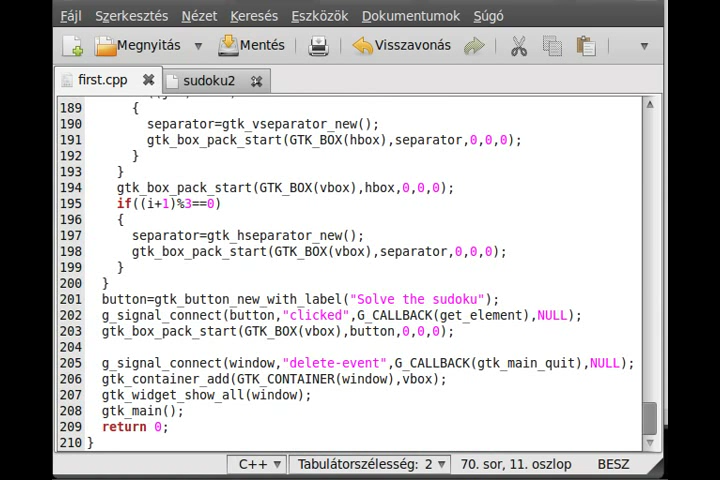 Fájl Szerkesztés Nézet Keresés Eszközök Dokumentumok Súgó
Megnyitás Mentés Visszavonás
first.cpp sudoku2
189 {
190 separator=gtk_vseparator_new();
191 gtk_box_pack_start(GTK_BOX(hbox),separator,0,0,0);
192 }
193 }
194 gtk_box_pack_start(GTK_BOX(vbox),hbox,0,0,0);
195 if((i+1)%3==0)
196 {
197 separator=gtk_hseparator_new();
198 gtk_box_pack_start(GTK_BOX(vbox),separator,0,0,0);
199 }
200 }
201 button=gtk_button_new_with_label("Solve the sudoku");
202 g_signal_connect(button,"clicked",G_CALLBACK(get_element),NULL);
203 gtk_box_pack_start(GTK_BOX(vbox),button,0,0,0);
204
205 g_signal_connect(window,"delete-event",G_CALLBACK(gtk_main_quit),NULL);
206 gtk_container_add(GTK_CONTAINER(window),vbox);
207 gtk_widget_show_all(window);
208 gtk_main();
209 return 0;
210 }
C++ Tabulátorszélesség: 2 70. sor, 11. oszlop BESZ